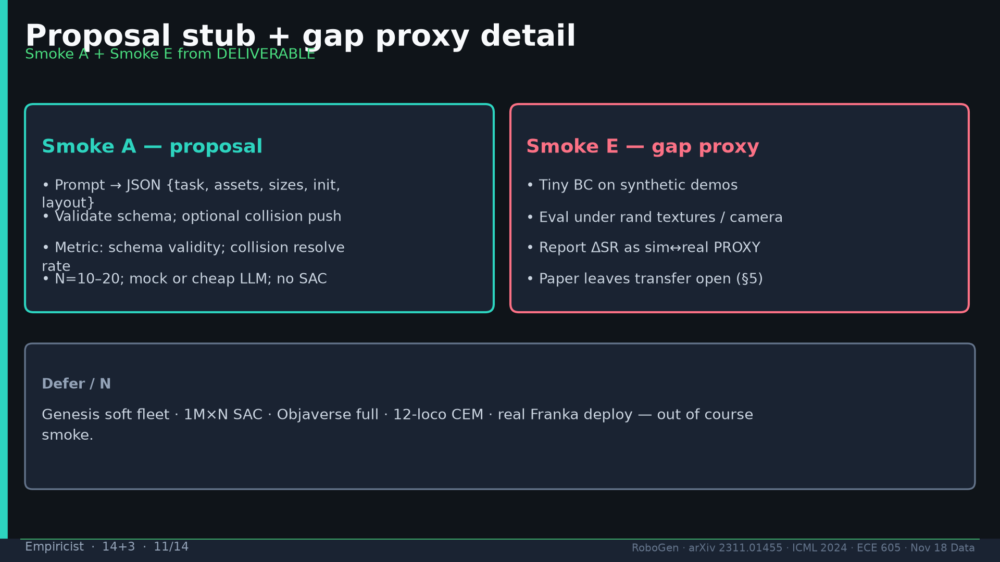 Proposal stub + gap proxy detail
Smoke A + Smoke E from DELIVERABLE
Smoke A — proposal
• Prompt → JSON {task, assets, sizes, init,
layout}
• Validate schema; optional collision push
• Metric: schema validity; collision resolve
rate
• N=10–20; mock or cheap LLM; no SAC
Smoke E — gap proxy
• Tiny BC on synthetic demos
• Eval under rand textures / camera
• Report ΔSR as sim↔real PROXY
• Paper leaves transfer open (§5)
Defer / N
Genesis soft fleet · 1M×N SAC · Objaverse full · 12-loco CEM · real Franka deploy — out of course
smoke.
Empiricist · 14+3 · 11/14
RoboGen · arXiv 2311.01455 · ICML 2024 · ECE 605 · Nov 18 Data